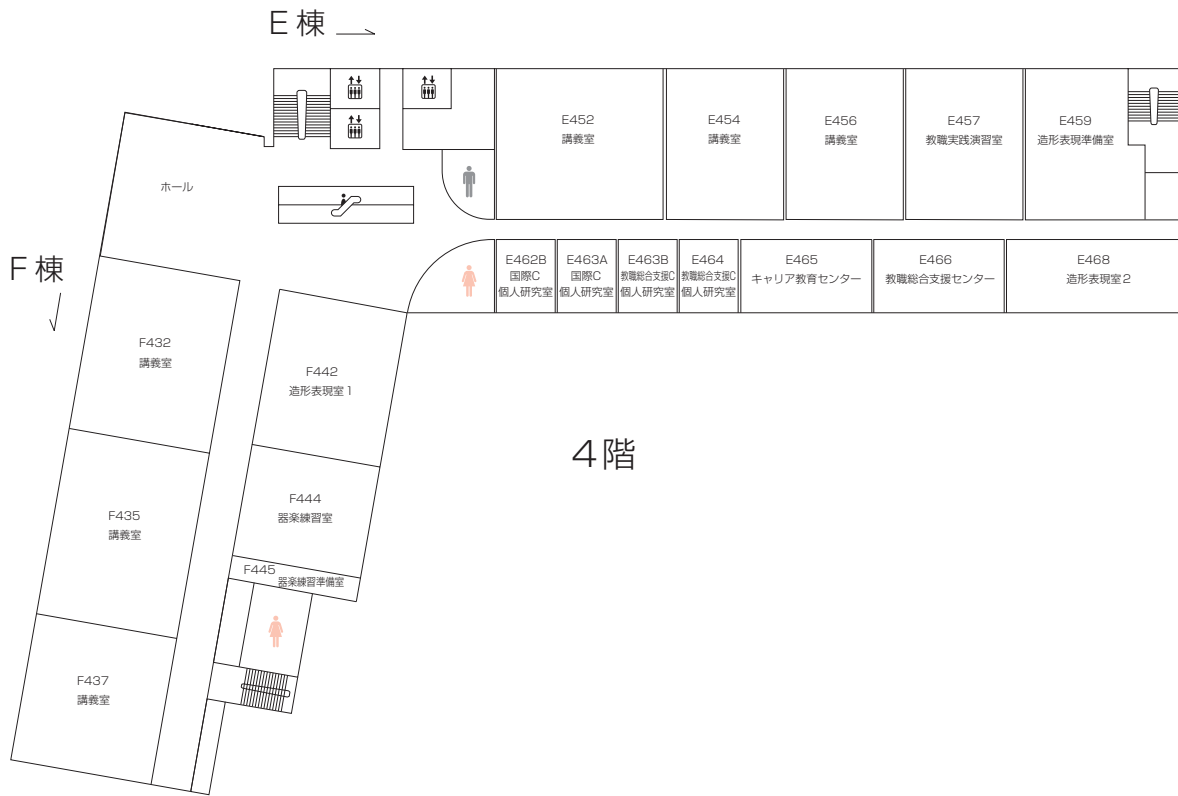 E棟
E452
講義室
E454
講義室
E456
講義室
E457
教職実践演習室
E459
造形表現準備室
ホール
F棟
E462B
国際C
個人研究室
E463A
国際C
個人研究室
E463B
教職総合支援C
個人研究室
E464
教職総合支援C
個人研究室
E465
キャリア教育センター
E466
教職総合支援センター
E468
造形表現室2
F432
講義室
F442
造形表現室1
4階
F444
器楽練習室
F435
講義室
F445
器楽練習準備室
F437
講義室